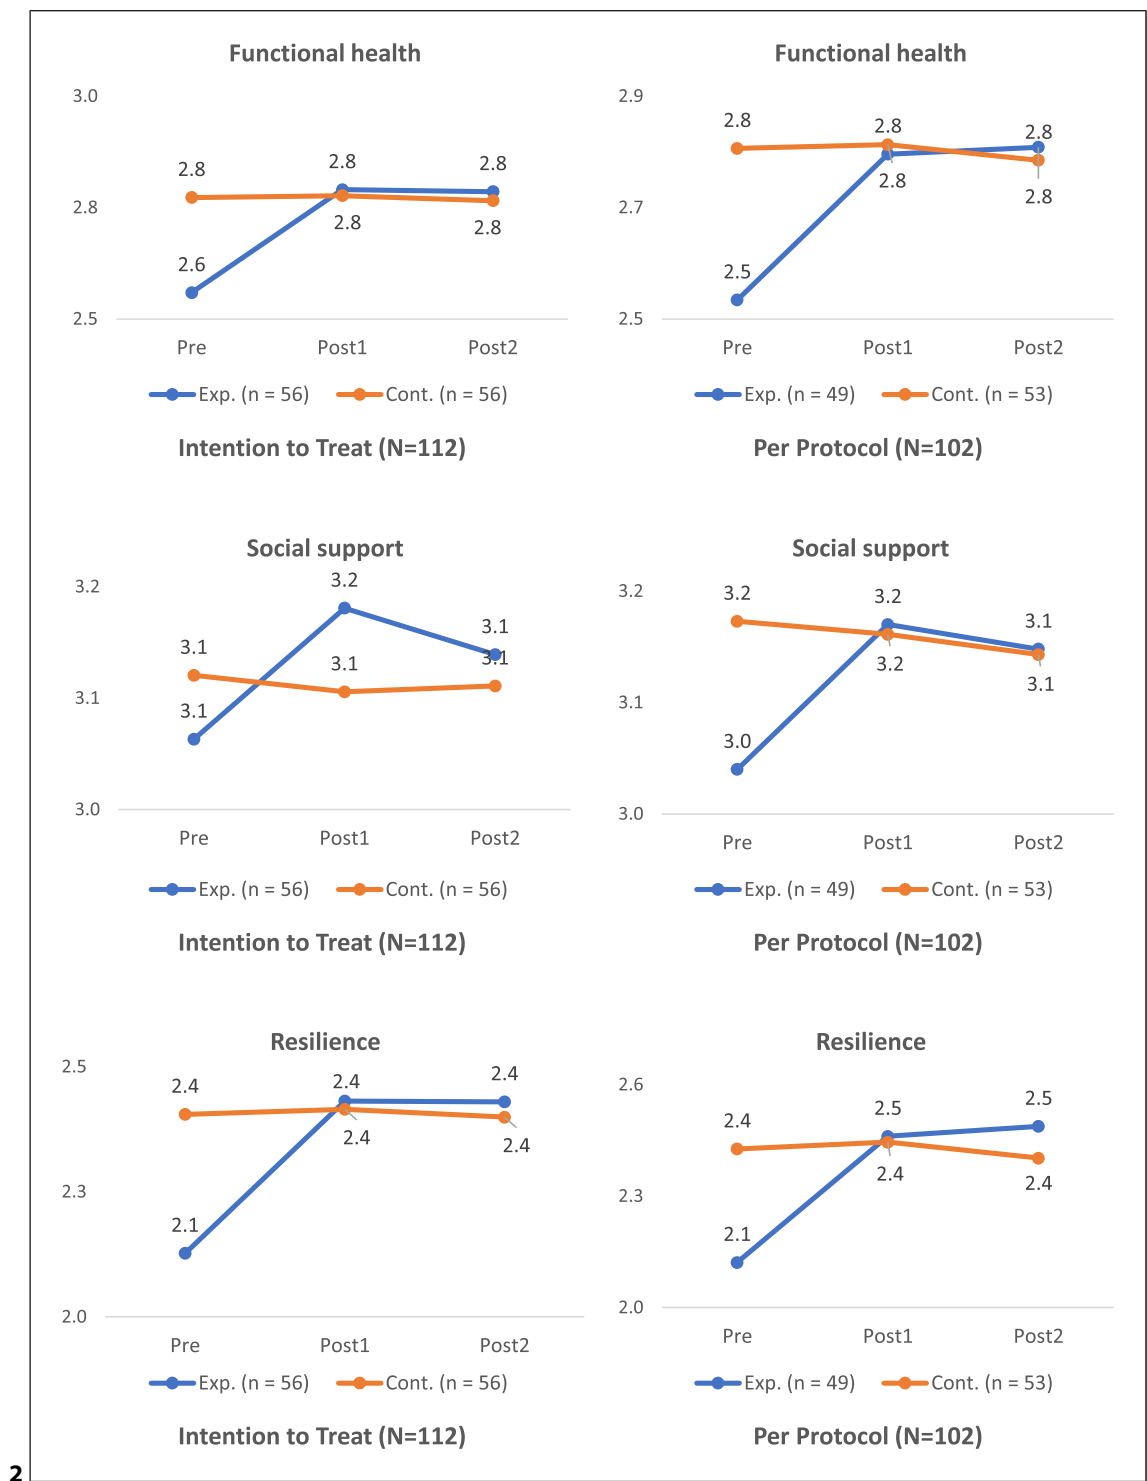 Functional health
3.0
2.8
2.5
2.8
2.6
2.8
2.8
2.8
2.8
Pre Post1 Post2
Exp. (n = 56) Cont. (n = 56)
Intention to Treat (N=112)
Functional health
2.9
2.7
2.5
2.8
2.5
2.8
2.8
2.8
2.8
Pre Post1 Post2
Exp. (n = 49) Cont. (n = 53)
Per Protocol (N=102)
Social support
3.2
3.1
3.0
3.1
3.1
3.2
3.1
3.1
3.1
Pre Post1 Post2
Exp. (n = 56) Cont. (n = 56)
Intention to Treat (N=112)
Social support
3.2
3.1
3.0
3.2
3.0
3.2
3.2
3.1
3.1
Pre Post1 Post2
Exp. (n = 49) Cont. (n = 53)
Per Protocol (N=102)
Resilience
2.5
2.3
2.0
2.4
2.1
2.4
2.4
2.4
2.4
Pre Post1 Post2
Exp. (n = 56) Cont. (n = 56)
Intention to Treat (N=112)
Resilience
2.6
2.3
2.0
2.4
2.1
2.5
2.4
2.5
2.4
Pre Post1 Post2
Exp. (n = 49) Cont. (n = 53)
Per Protocol (N=102)
2